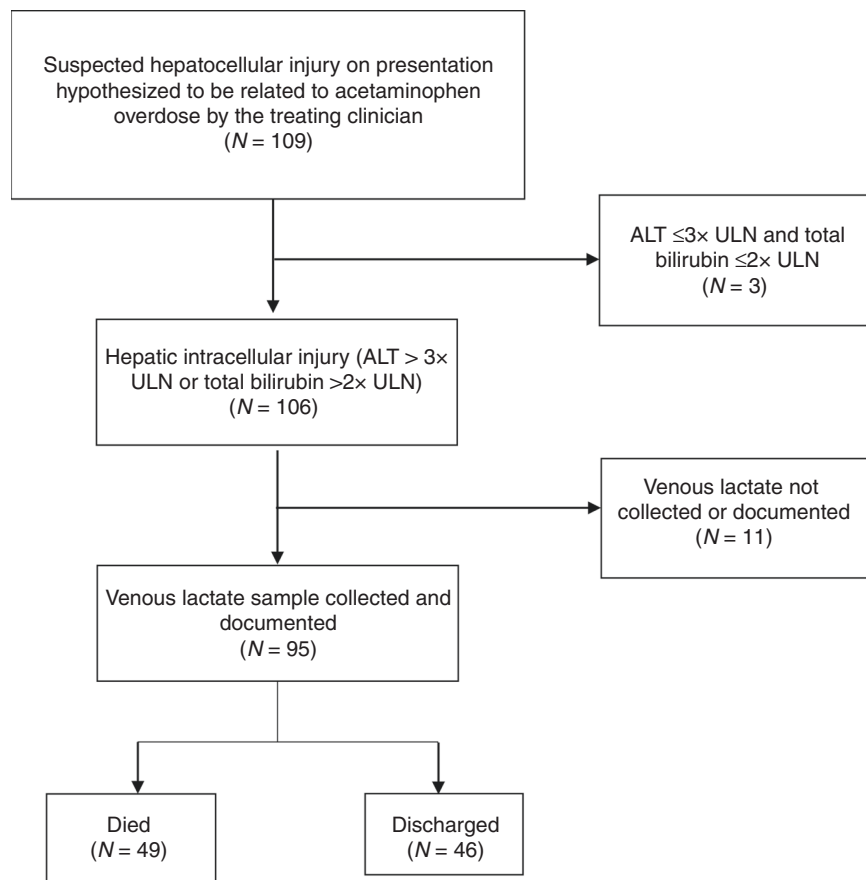 Suspected hepatocellular injury on presentation
hypothesized to be related to acetaminophen
overdose by the treating clinician
(N = 109)
ALT ≤3× ULN and total
bilirubin ≤2× ULN
(N = 3)
Hepatic intracellular injury (ALT > 3×
ULN or total bilirubin >2× ULN)
(N = 106)
Venous lactate not
collected or documented
(N = 11)
Venous lactate sample collected and
documented
(N = 95)
Died
(N = 49)
Discharged
(N = 46)